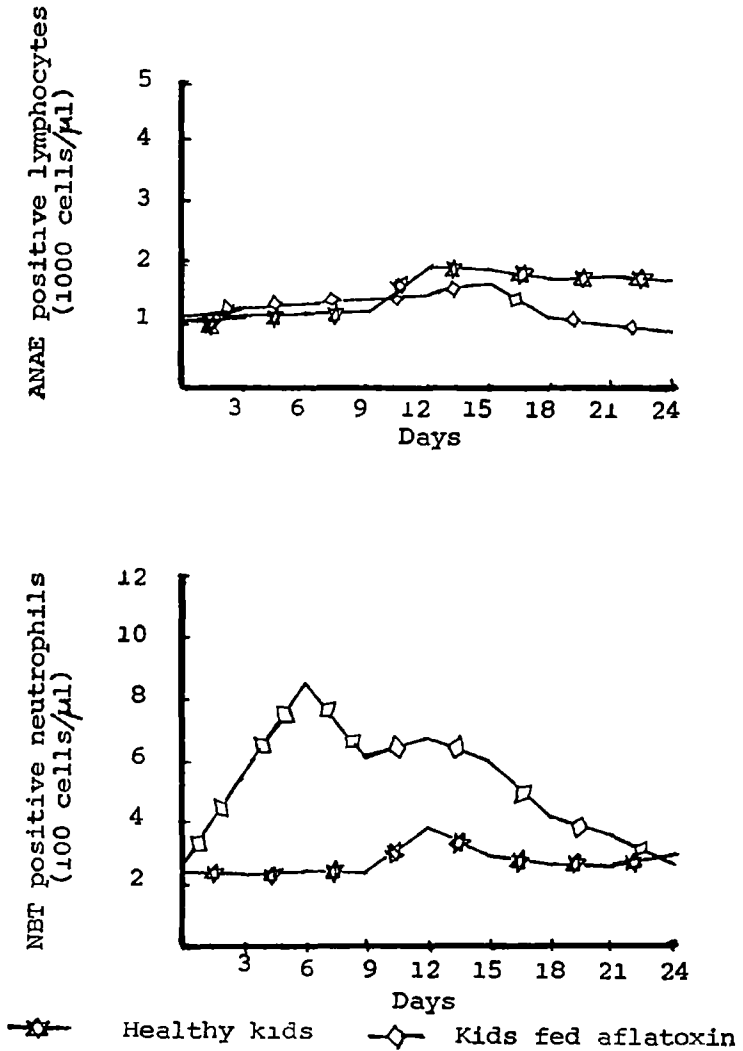 ANAE positive lymphocytes
(1000 cells/µl)
5
4
3
2
1
3 6 9 12 15 18 21 24
Days
NBT positive neutrophils
(100 cells/µl)
12
10
8
6
4
2
3 6 9 12 15 18 21 24
Days
Healthy kids Kids fed aflatoxin